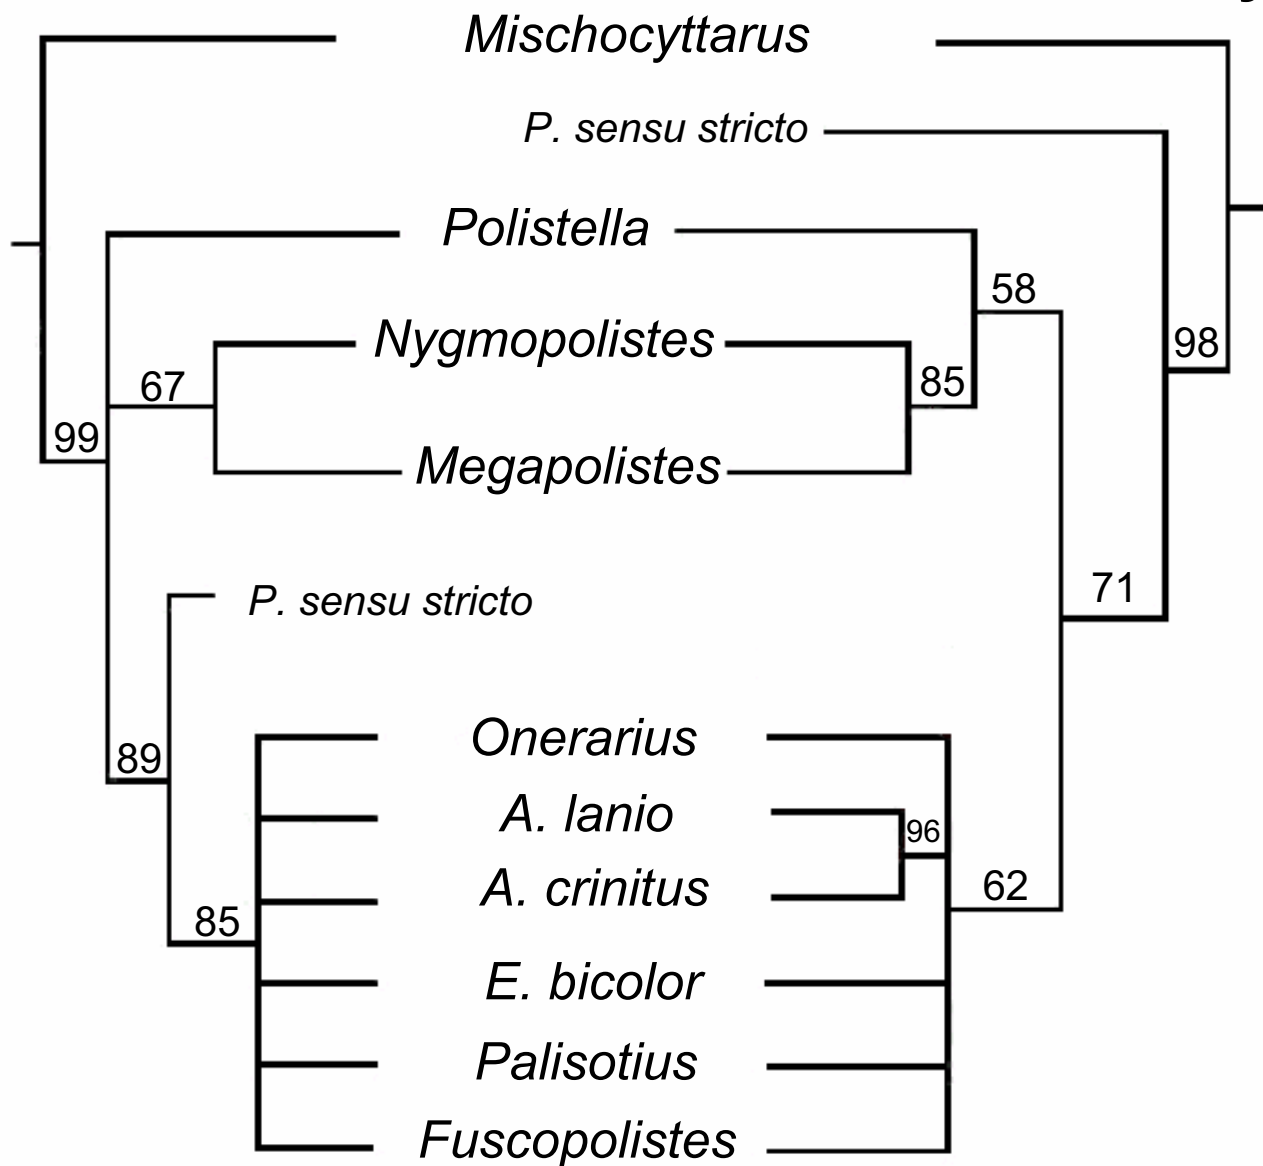 Mischocyttarus
P. sensu stricto
Polistella
58
Nygmopolistes
98
67
85
99
Megapolistes
71
P. sensu stricto
89
Onerarius
A. lanio
96
A. crinitus
62
85
E. bicolor
Palisotius
Fuscopolistes